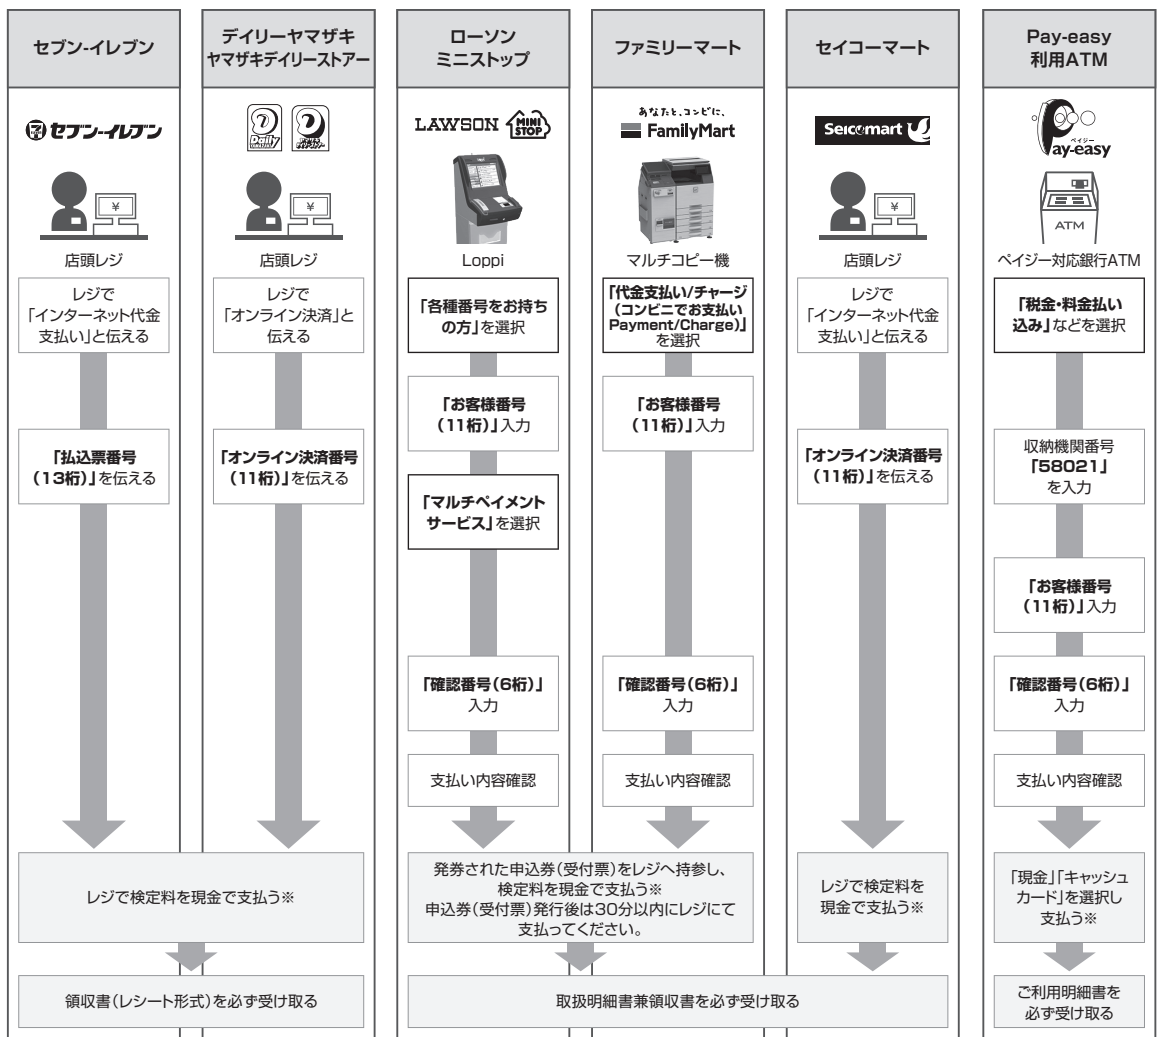 セブン-イレブン
デイリーヤマザキ
ヤマザキデイリーストアー
ローソン
ミニストップ
ファミリーマート
セイコーマート
Pay-easy
利用ATM
セブン-イレブン
Daily
LAWSON
MINI
STOP
あなたと、コンビに、
FamilyMart
Seicomart
ペイジー
Pay-easy
¥
¥
¥
ATM
店頭レジ
店頭レジ
Loppi
マルチコピー機
店頭レジ
ペイジー対応銀行ATM
レジで
「インターネット代金
支払い」と伝える
レジで
「オンライン決済」と
伝える
「各種番号をお持ち
の方」を選択
「代金支払い/チャージ
(コンビニでお支払い
Payment/Charge)」
を選択
レジで
「インターネット代金
支払い」と伝える
「税金・料金払い
込み」などを選択
「お客様番号
(11桁)」入力
「お客様番号
(11桁)」入力
「払込票番号
(13桁)」を伝える
「オンライン決済番号
(11桁)」を伝える
「マルチペイメント
サービス」を選択
「オンライン決済番号
(11桁)」を伝える
収納機関番号
「58021」
を入力
「お客様番号
(11桁)」入力
「確認番号(6桁)」
入力
「確認番号(6桁)」
入力
「確認番号(6桁)」
入力
支払い内容確認
支払い内容確認
支払い内容確認
レジで検定料を現金で支払う※
発券された申込券(受付票)をレジへ持参し、
検定料を現金で支払う※
申込券(受付票)発行後は30分以内にレジにて
支払ってください。
レジで検定料を
現金で支払う※
「現金」「キャッシュ
カード」を選択し
支払う※
領収書(レシート形式)を必ず受け取る
取扱明細書兼領収書を必ず受け取る
ご利用明細書を
必ず受け取る